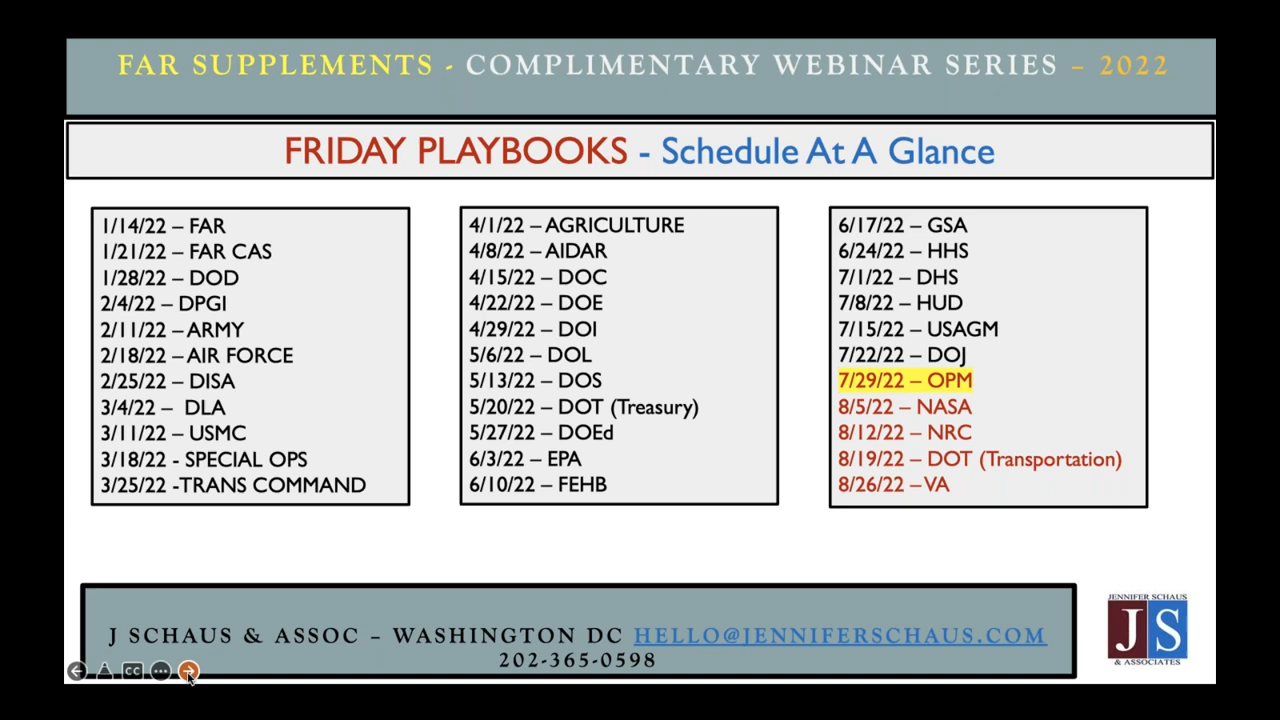 FAR SUPPLEMENTS - COMPLIMENTARY WEBINAR SERIES – 2022
FRIDAY PLAYBOOKS - Schedule At A Glance
1/14/22 – FAR
1/21/22 – FAR CAS
1/28/22 – DOD
2/4/22 – DPGI
2/11/22 – ARMY
2/18/22 – AIR FORCE
2/25/22 – DISA
3/4/22 – DLA
3/11/22 – USMC
3/18/22 - SPECIAL OPS
3/25/22 -TRANS COMMAND
4/1/22 – AGRICULTURE
4/8/22 – AIDAR
4/15/22 – DOC
4/22/22 – DOE
4/29/22 – DOI
5/6/22 – DOL
5/13/22 – DOS
5/20/22 – DOT (Treasury)
5/27/22 – DOEd
6/3/22 – EPA
6/10/22 – FEHB
6/17/22 – GSA
6/24/22 – HHS
7/1/22 – DHS
7/8/22 – HUD
7/15/22 – USAGM
7/22/22 – DOJ
7/29/22 – OPM
8/5/22 – NASA
8/12/22 – NRC
8/19/22 – DOT (Transportation)
8/26/22 – VA
J SCHAUS & ASSOC – WASHINGTON DC HELLO@JENNIFERSCHAUS.COM
202-365-0598
JENNIFER SCHAUS
J S
& ASSOCIATES
CC